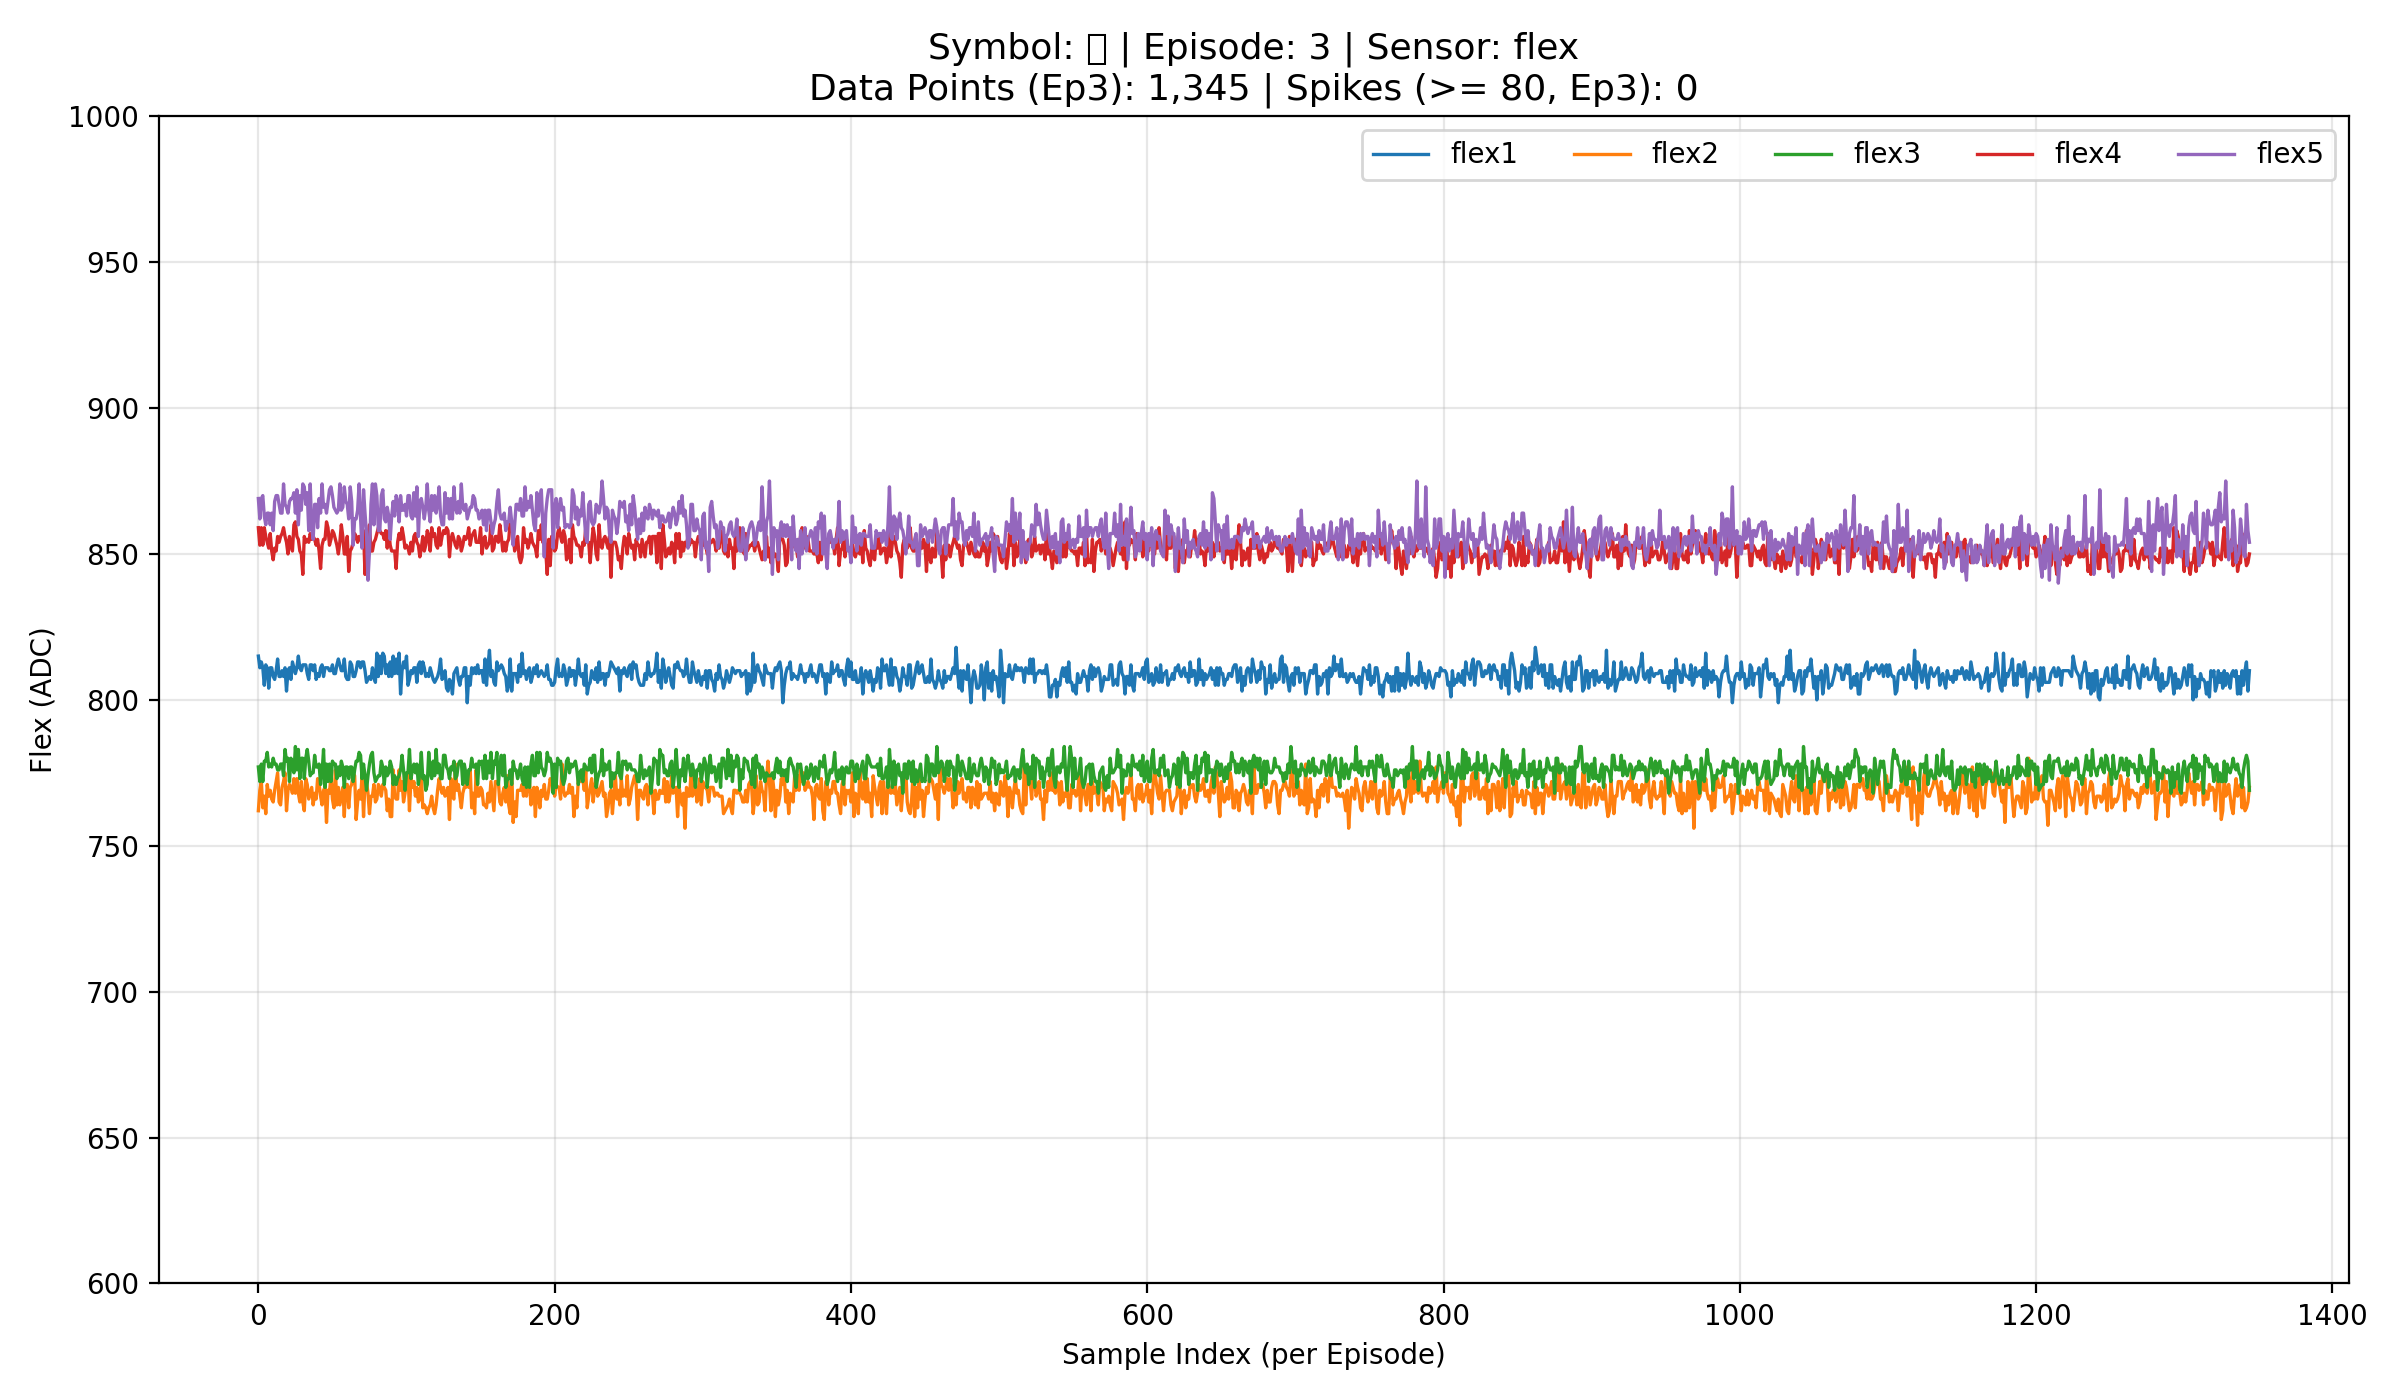 Symbol: | Episode: 3 | Sensor: flex
Data Points (Ep3): 1,345 | Spikes (>= 80, Ep3): 0
flex1 flex2 flex3 flex4 flex5
1000
950
900
850
800
750
700
650
600
Flex (ADC)
0 200 400 600 800 1000 1200 1400
Sample Index (per Episode)